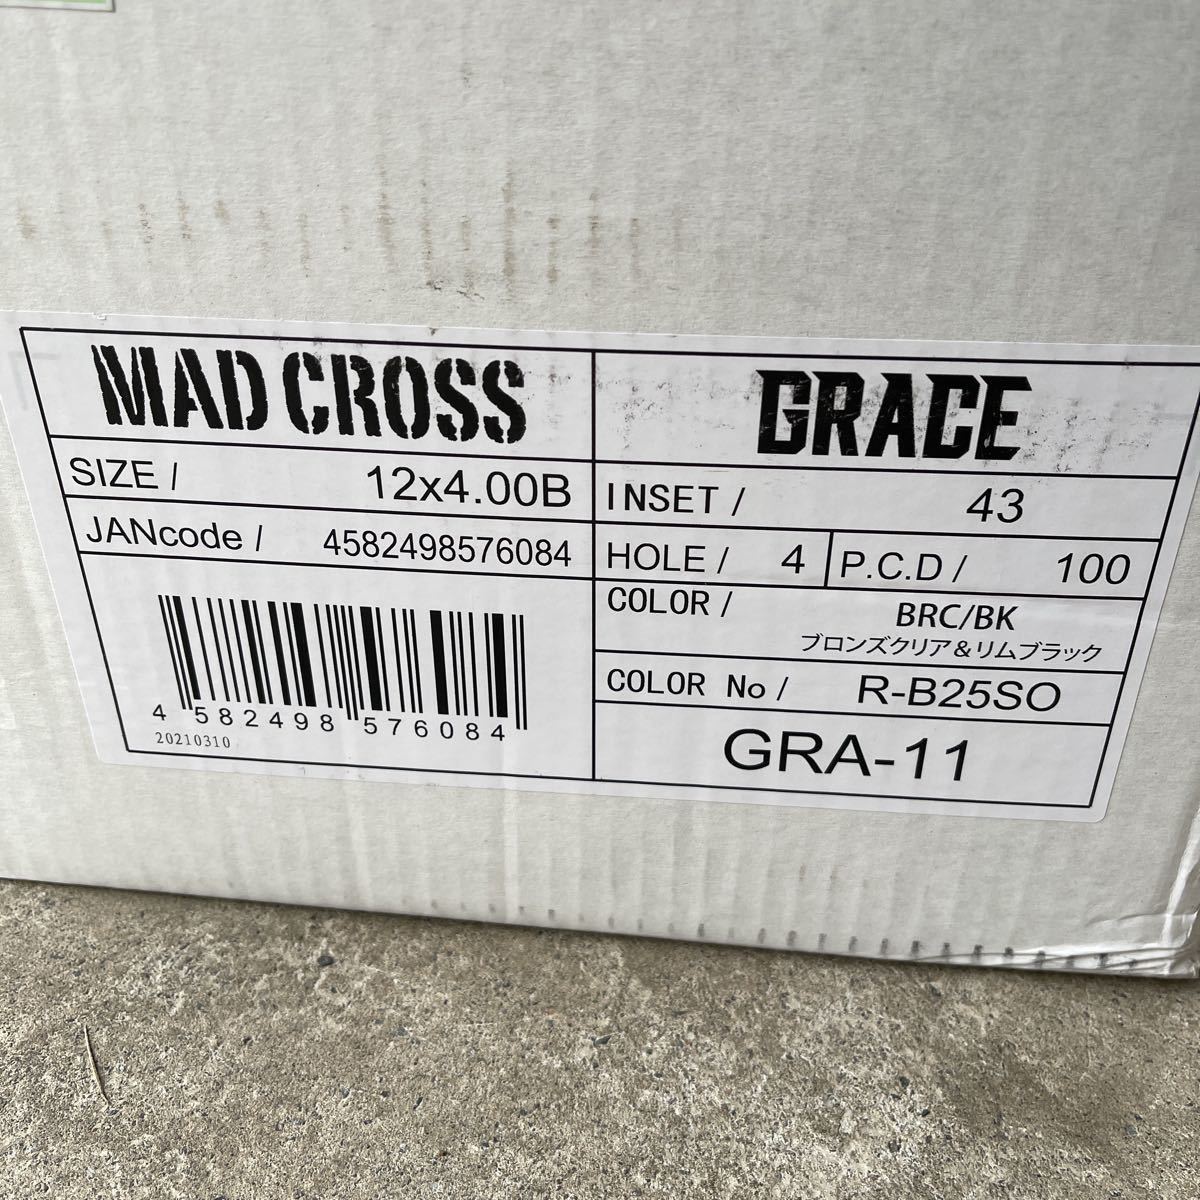 MAD CROSS
GRACE
SIZE / 12x4.00B
JANcode / 4582498576084
4 582498 576084
20210310
INSET / 43
HOLE / 4 P.C.D / 100
COLOR / BRC/BK
ブロンズクリア&リムブラック
COLOR No / R-B25SO
GRA-11